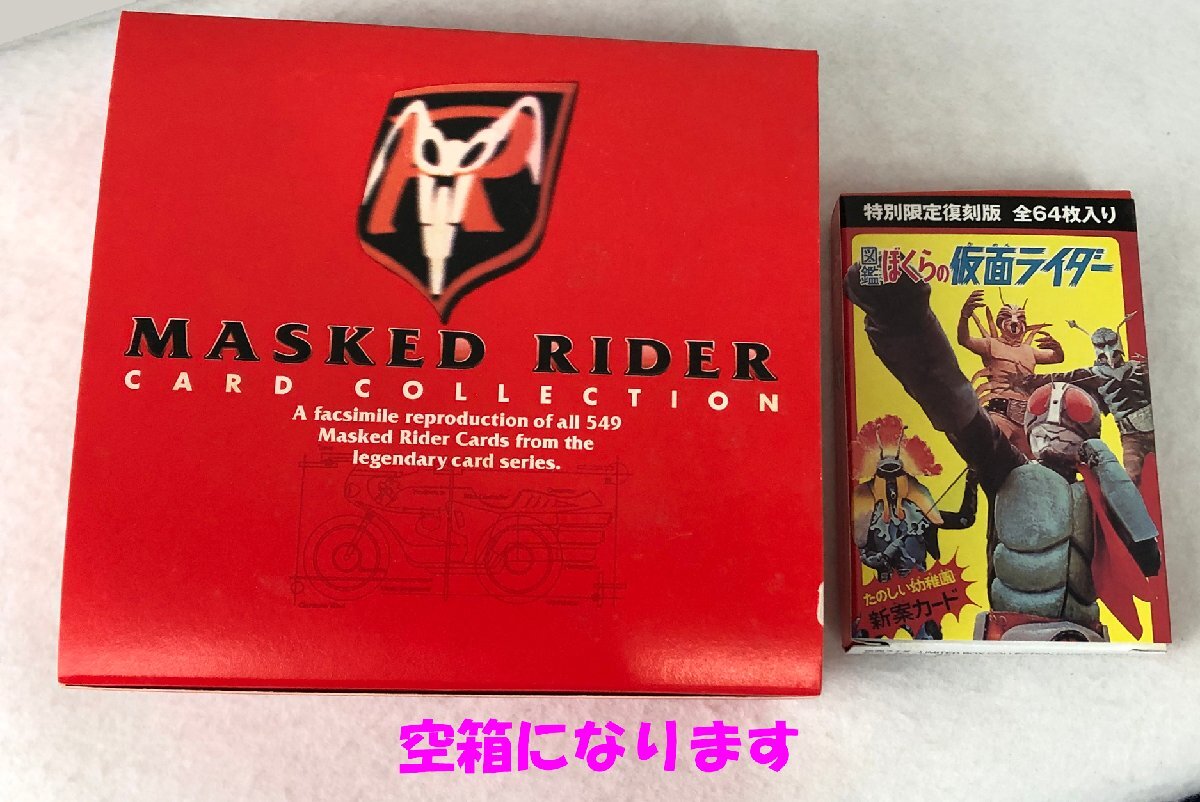 MASKED RIDER
CARD COLLECTION
A facsimile reproduction of all 549
Masked Rider Cards from the
legendary card series.
特別限定復刻版 全64枚入り
図鑑 ぼくらの仮面ライダー
たのしい幼稚園
新案カード
空箱になります